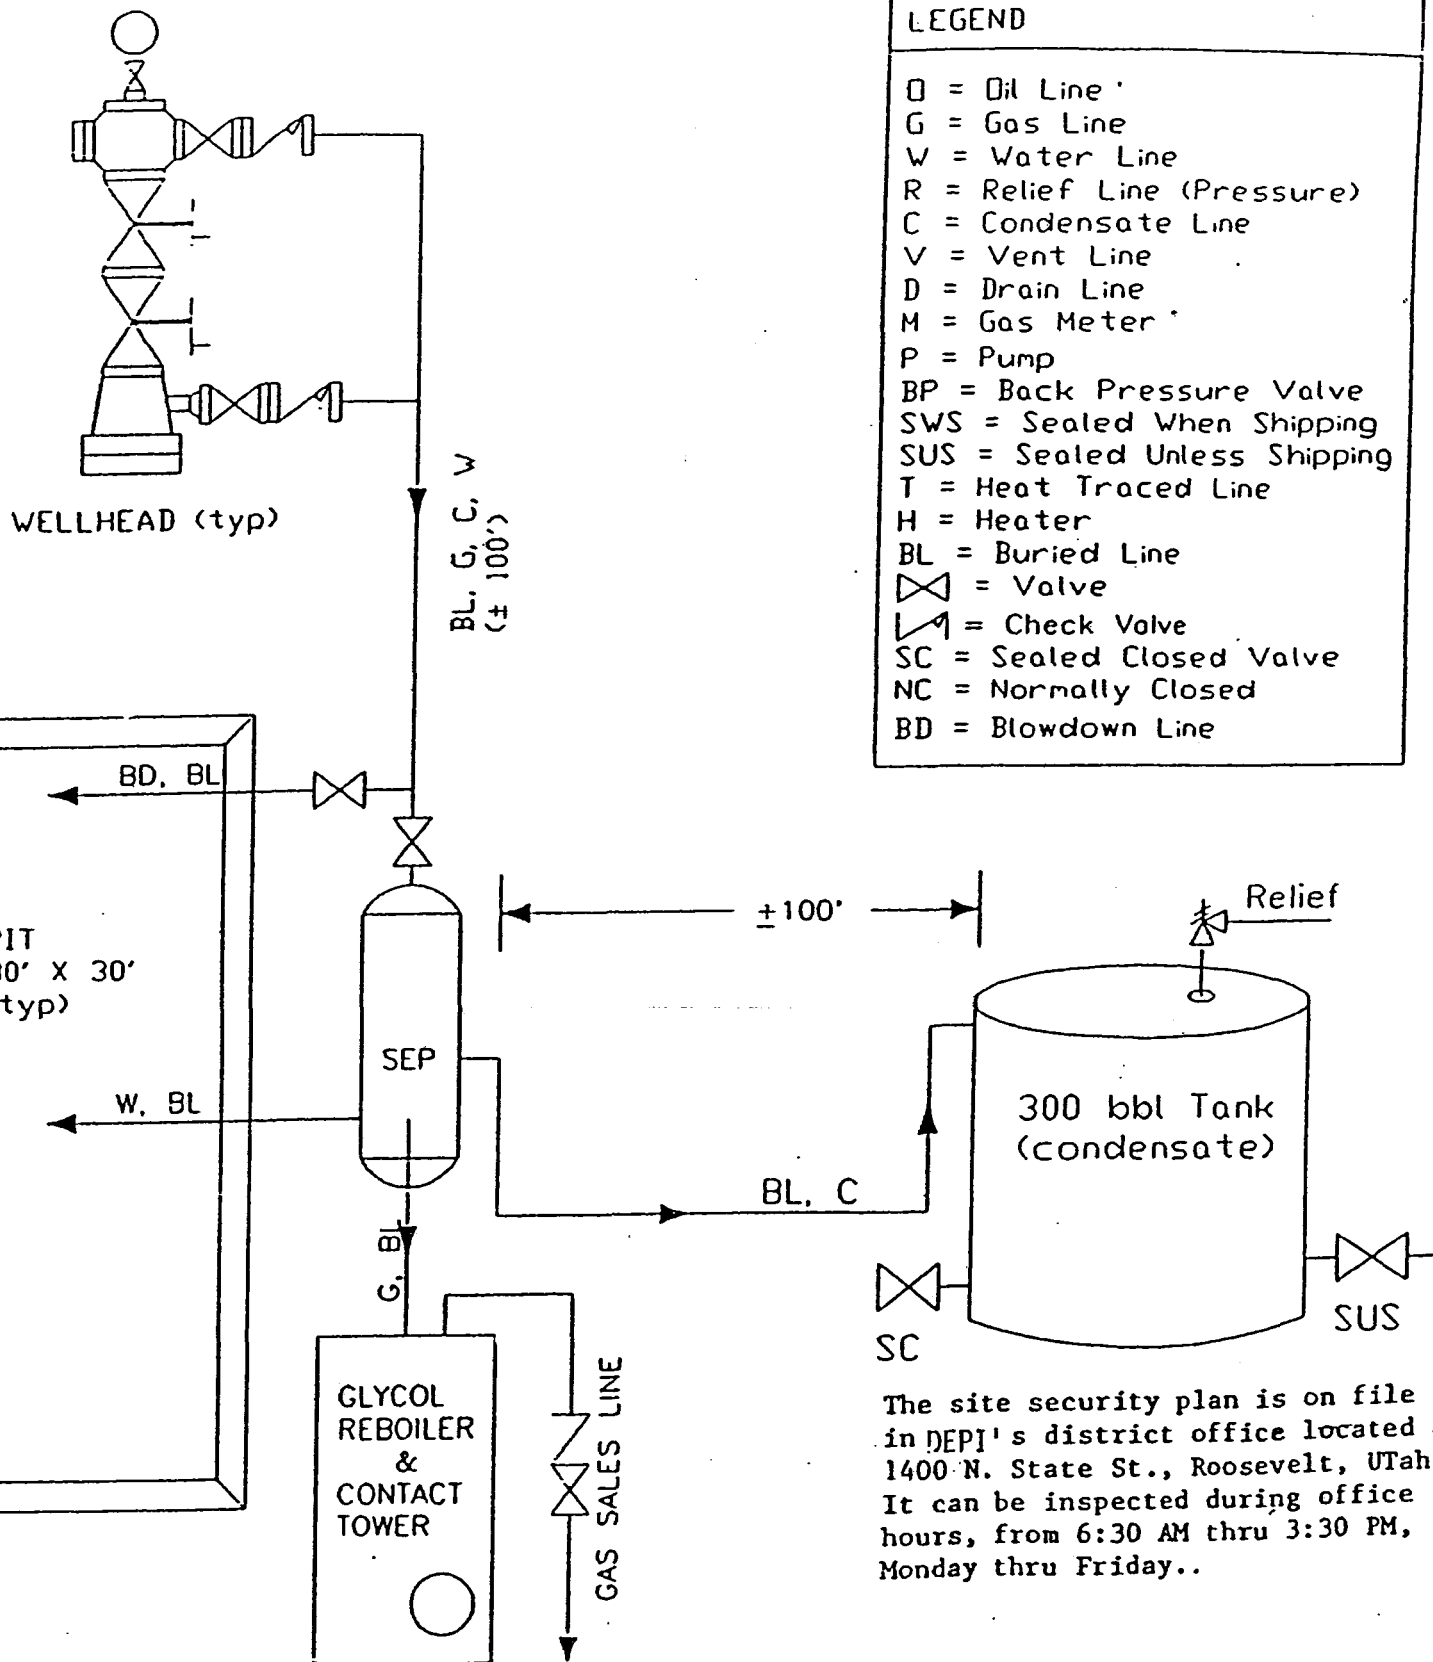 LEGEND
O = Oil Line
G = Gas Line
W = Water Line
R = Relief Line (Pressure)
C = Condensate Line
V = Vent Line
D = Drain Line
M = Gas Meter
P = Pump
BP = Back Pressure Valve
SWS = Sealed When Shipping
SUS = Sealed Unless Shipping
T = Heat Traced Line
H = Heater
BL = Buried Line
= Valve
= Check Valve
SC = Sealed Closed Valve
NC = Normally Closed
BD = Blowdown Line
WELLHEAD (typ)
BL, G, C, W
(± 100')
BD, BL
PIT
30' X 30'
typ)
W, BL
SEP
±100'
Relief
300 bbl Tank
(condensate)
BL, C
G, BL
SC
SUS
GLYCOL
REBOILER
&
CONTACT
TOWER
GAS SALES LINE
The site security plan is on file
in DEPI's district office located
1400 N. State St., Roosevelt, UTah
It can be inspected during office
hours, from 6:30 AM thru 3:30 PM,
Monday thru Friday..